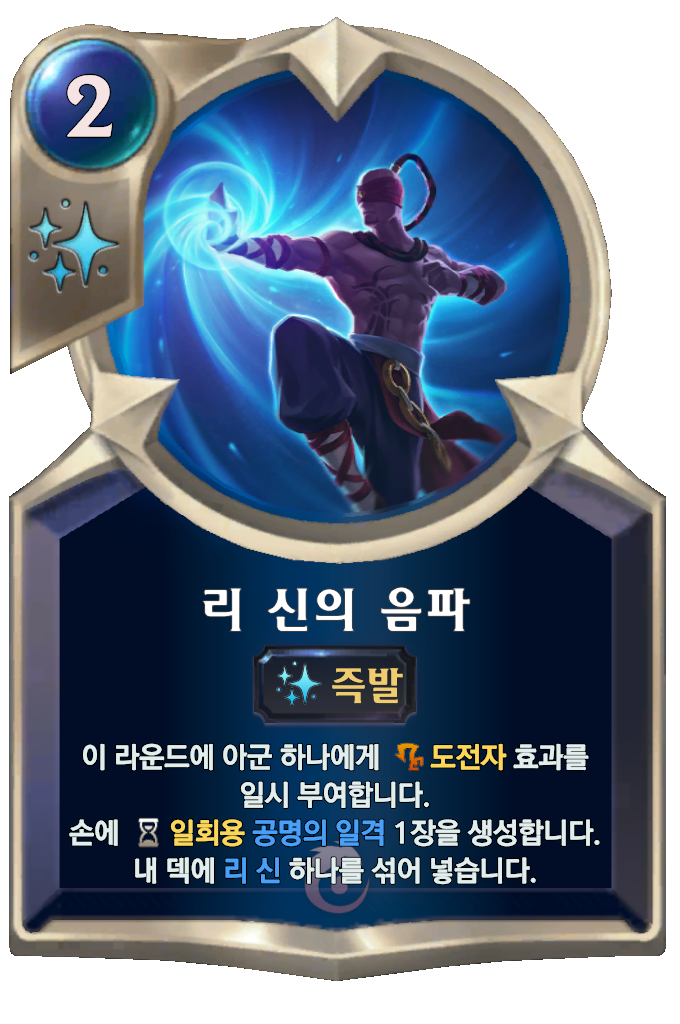 2
리 신의 음파
즉발
이 라운드에 아군 하나에게 도전자 효과를
일시 부여합니다.
손에 일회용 공명의 일격 1장을 생성합니다.
내 덱에 리 신 하나를 섞어 넣습니다.